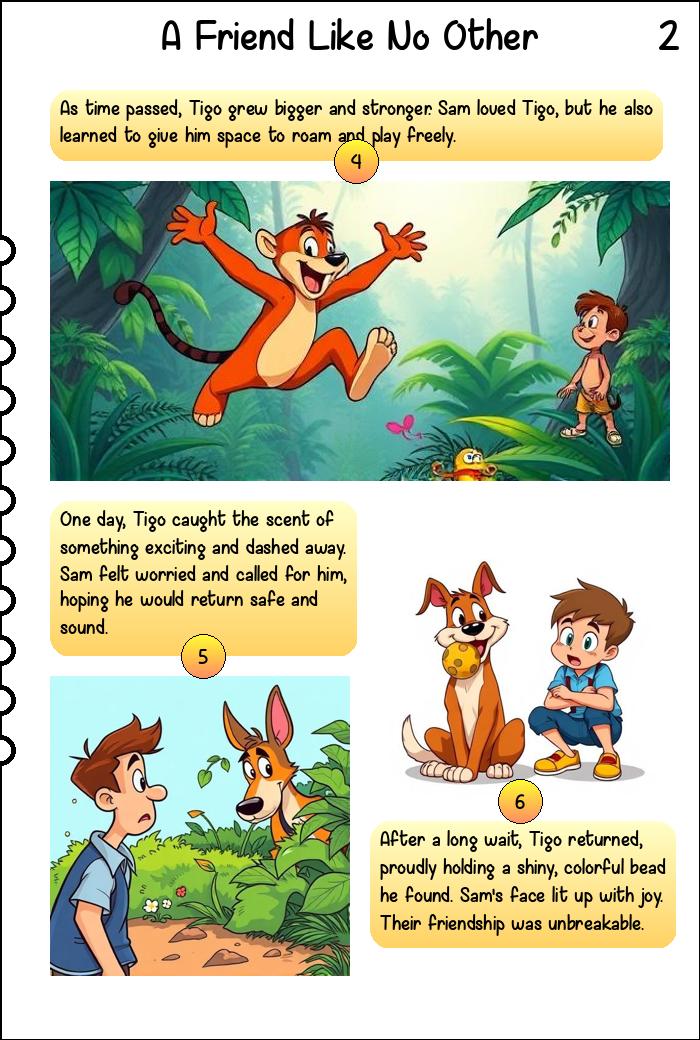 A Friend Like No Other
2
As time passed, Tigo grew bigger and stronger. Sam loved Tigo, but he also
learned to give him space to roam and play freely.
4
One day, Tigo caught the scent of
something exciting and dashed away.
Sam felt worried and called for him,
hoping he would return safe and
sound.
5
6
After a long wait, Tigo returned,
proudly holding a shiny, colorful bead
he found. Sam's face lit up with joy.
Their friendship was unbreakable.